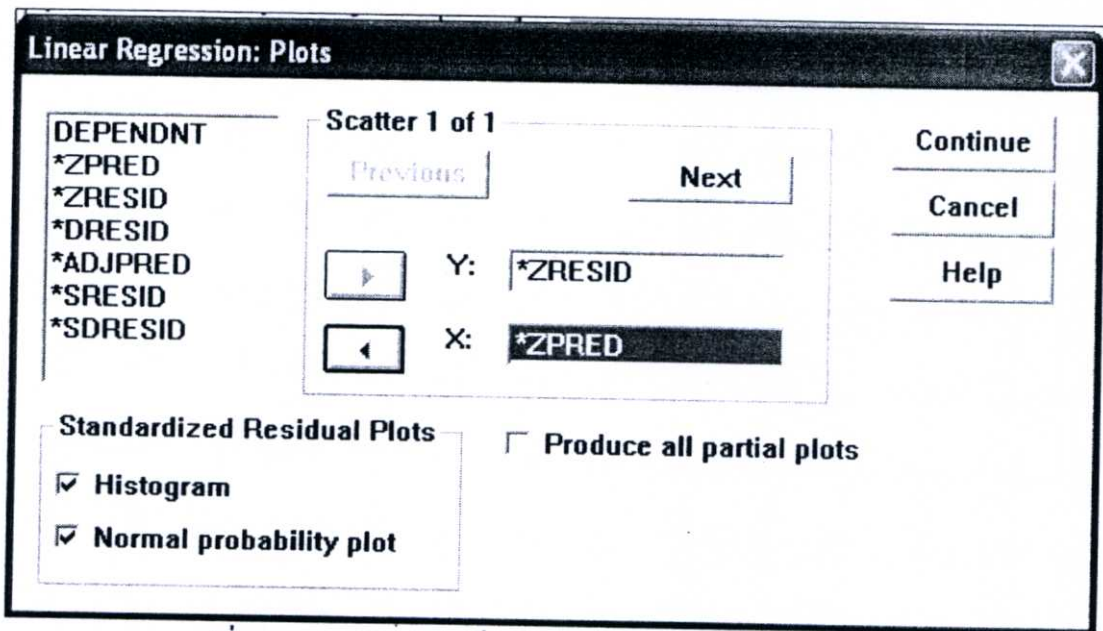 Linear Regression: Plots
DEPENDNT
*ZPRED
*ZRESID
*DRESID
*ADJPRED
*SRESID
*SDRESID
Scatter 1 of 1
Previous
Next
Y: *ZRESID
X: *ZPRED
Continue
Cancel
Help
Standardized Residual Plots
Histogram
Normal probability plot
Produce all partial plots